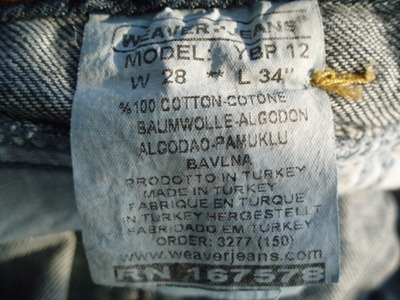 WEAVER-JEANS
MODEL: YBP 12
W 28 ** L 34"
%100 COTTON-COTONE
BAUMWOLLE-ALGODON
ALGODAO-PAMUKLU
BAVLNA
PRODOTTO IN TURKEY
MADE IN TURKEY
FABRIQUE EN TURQUE
IN TURKEY HERGESTELLT
FABRIDADO EM TURKEY
ORDER: 3277 (150)
www.weaverjeans.com
RN 167578